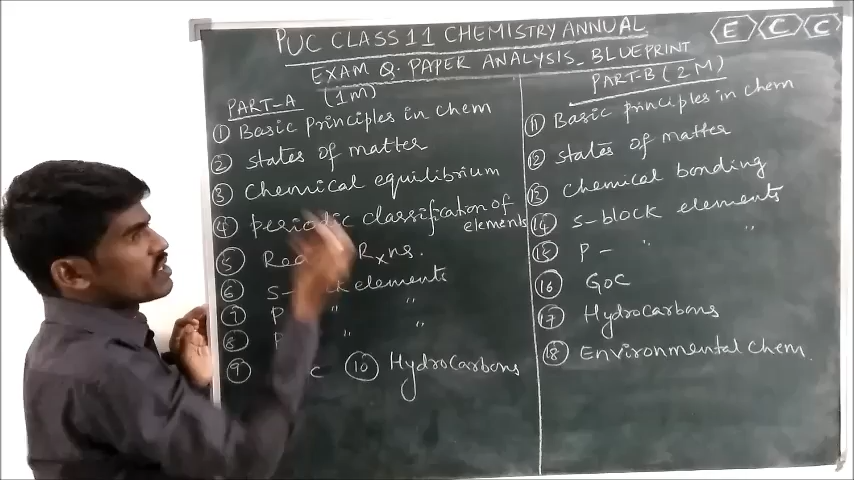 PUC CLASS 11 CHEMISTRY ANNUAL
EXAM Q. PAPER ANALYSIS_BLUEPRINT
E C C
PART-A (1M)
① Basic principles in chem
② states of matter
③ Chemical equilibrium
④ periodic classification of
elements
⑤ Rxns.
⑥ s- elements
⑦ P " "
⑧ P " "
⑨ C ⑩ HydroCarbons
PART-B (2M)
⑪ Basic principles in chem
⑫ states of matter
⑬ chemical bonding
⑭ s-block elements
⑮ P- " "
⑯ GOC
⑰ HydroCarbons
⑱ Environmental Chem.